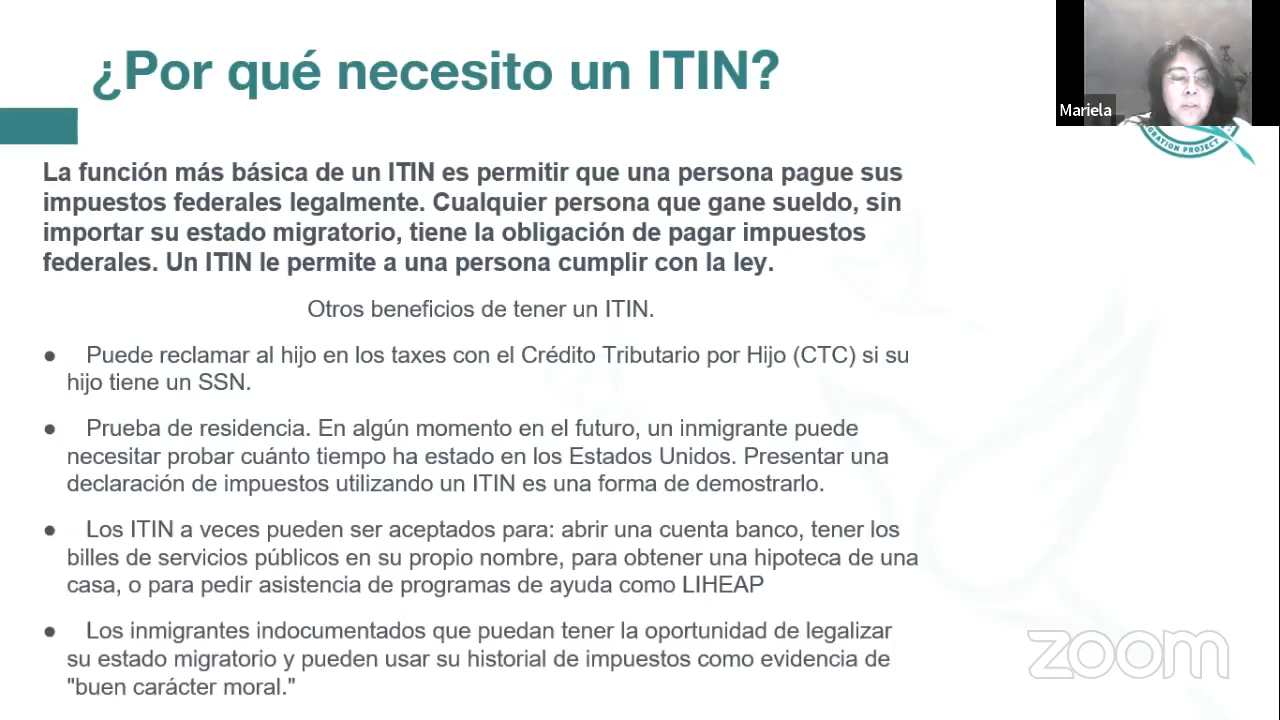 ¿Por qué necesito un ITIN?
Mariela
GRATION PROJECT
La función más básica de un ITIN es permitir que una persona pague sus
impuestos federales legalmente. Cualquier persona que gane sueldo, sin
importar su estado migratorio, tiene la obligación de pagar impuestos
federales. Un ITIN le permite a una persona cumplir con la ley.
Otros beneficios de tener un ITIN.
● Puede reclamar al hijo en los taxes con el Crédito Tributario por Hijo (CTC) si su
hijo tiene un SSN.
● Prueba de residencia. En algún momento en el futuro, un inmigrante puede
necesitar probar cuánto tiempo ha estado en los Estados Unidos. Presentar una
declaración de impuestos utilizando un ITIN es una forma de demostrarlo.
● Los ITIN a veces pueden ser aceptados para: abrir una cuenta banco, tener los
billes de servicios públicos en su propio nombre, para obtener una hipoteca de una
casa, o para pedir asistencia de programas de ayuda como LIHEAP
● Los inmigrantes indocumentados que puedan tener la oportunidad de legalizar
su estado migratorio y pueden usar su historial de impuestos como evidencia de
"buen carácter moral."
zoom